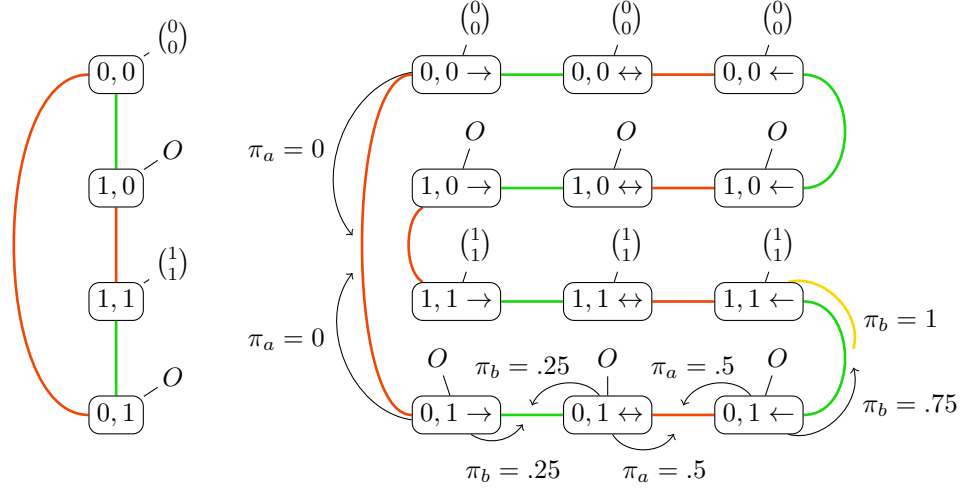 (0 0)
0, 0
O
1, 0
(1 1)
1, 1
O
0, 1
(0 0) (0 0) (0 0)
0, 0 → 0, 0 ↔ 0, 0 ←
π_a = 0
O O O
1, 0 → 1, 0 ↔ 1, 0 ←
(1 1) (1 1) (1 1)
1, 1 → 1, 1 ↔ 1, 1 ←
π_b = 1
π_a = 0
O π_b = .25 O π_a = .5 O
0, 1 → 0, 1 ↔ 0, 1 ←
π_b = .75
π_b = .25 π_a = .5